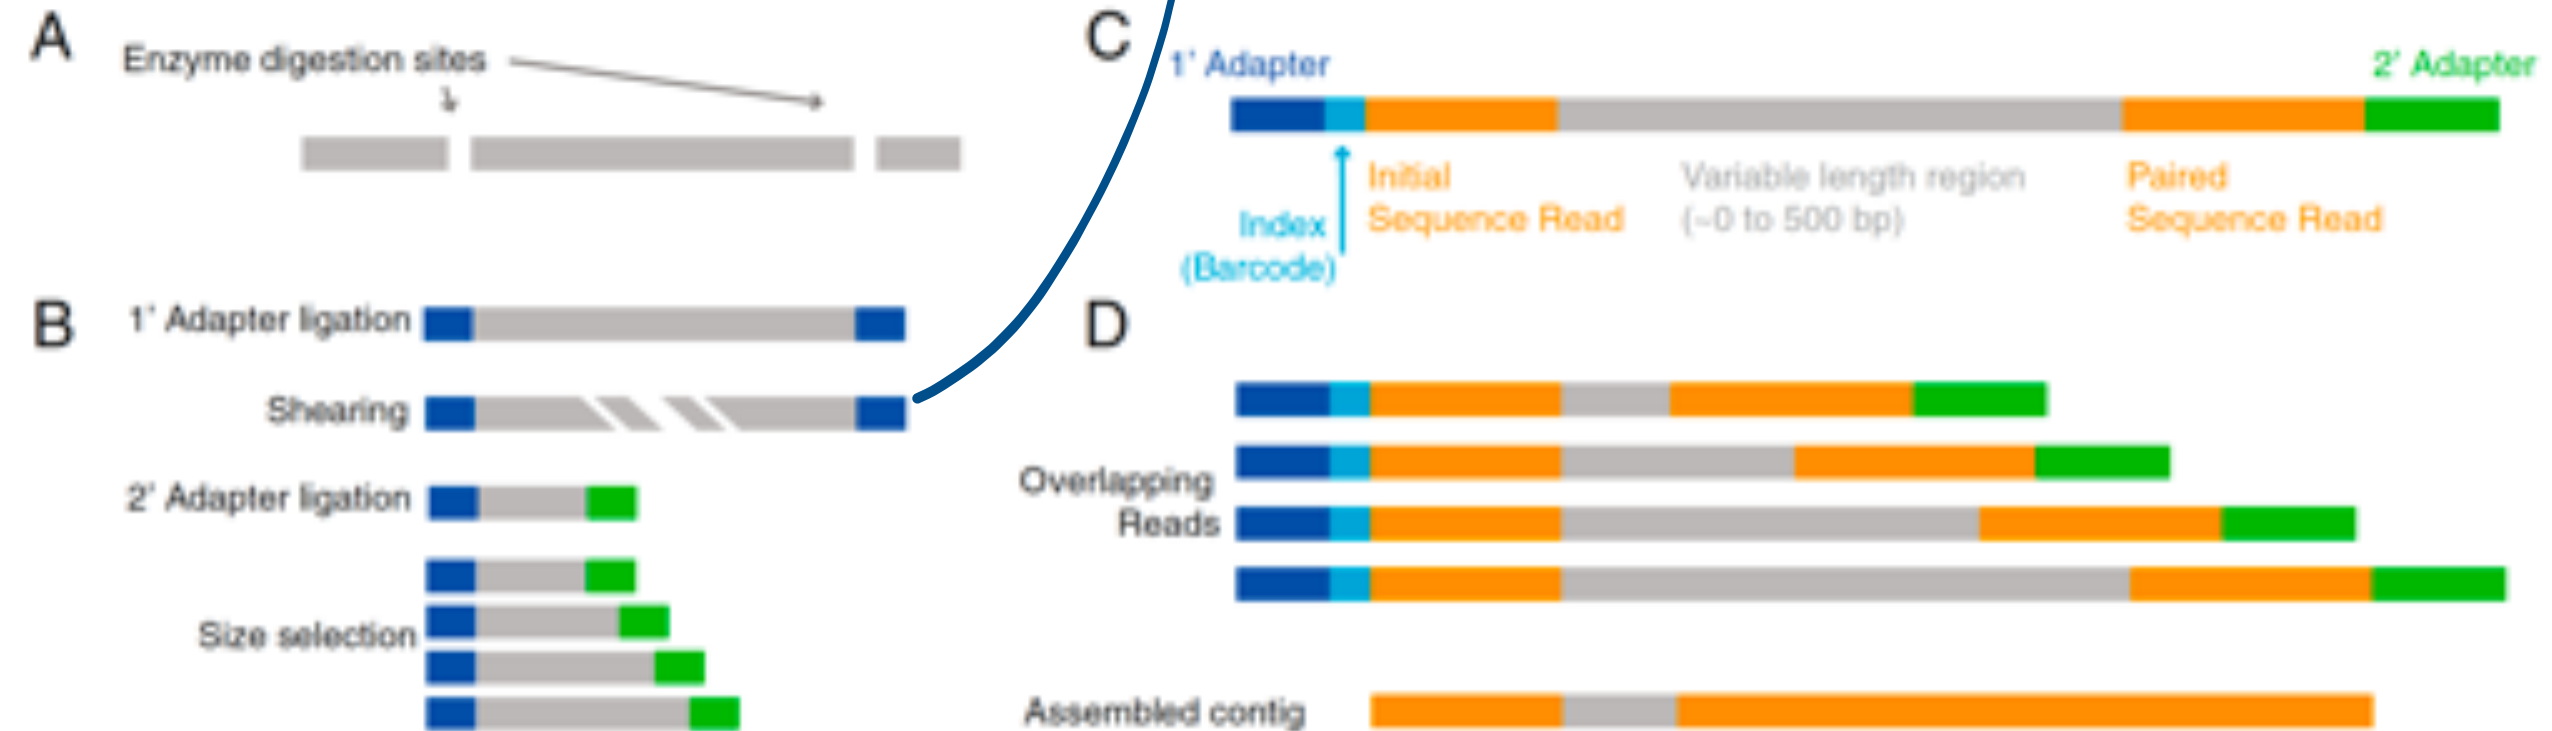 A
Enzyme digestion sites
B
1' Adapter ligation
Shearing
2' Adapter ligation
Size selection
C
1' Adapter
2' Adapter
Index
(Barcode)
Initial
Sequence Read
Variable length region
(~0 to 500 bp)
Paired
Sequence Read
D
Overlapping
Reads
Assembled contig